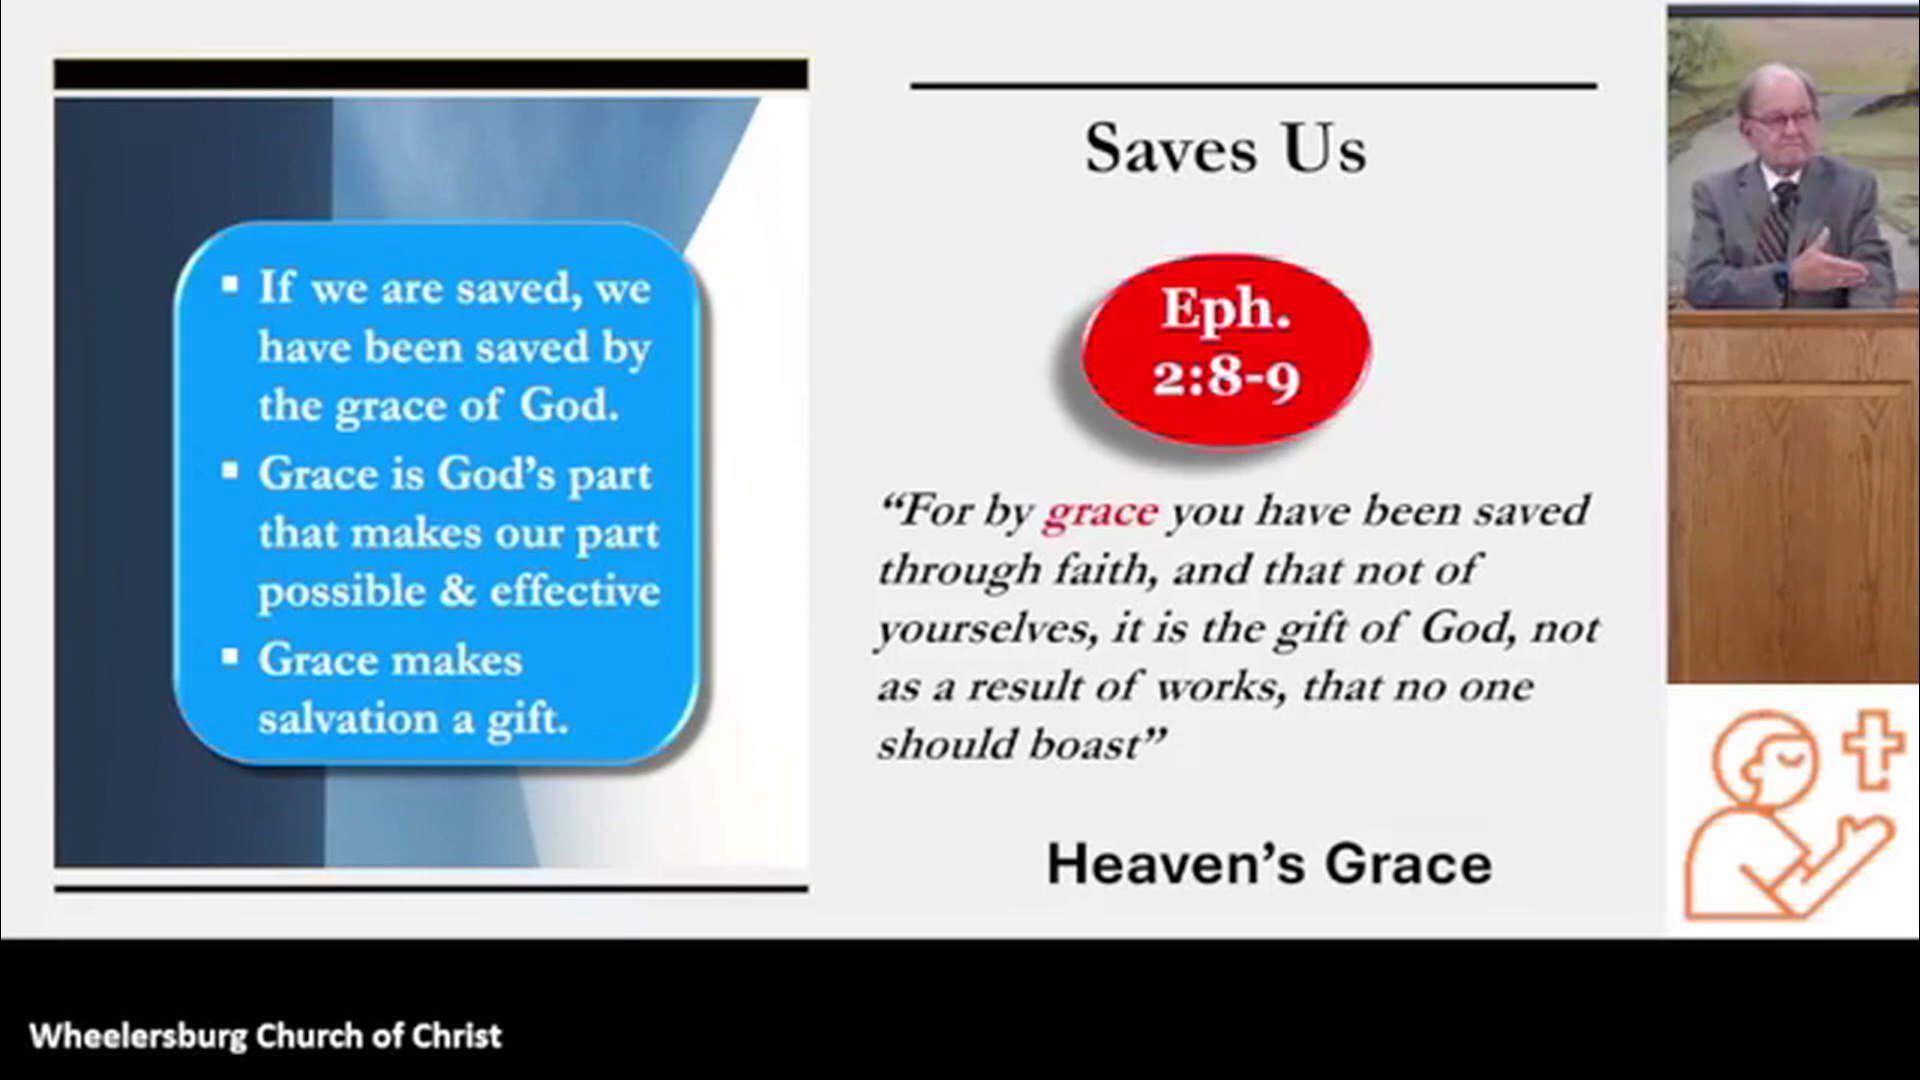 If we are saved, we
have been saved by
the grace of God.
Grace is God's part
that makes our part
possible & effective
Grace makes
salvation a gift.
Saves Us
Eph.
2:8-9
“For by grace you have been saved
through faith, and that not of
yourselves, it is the gift of God, not
as a result of works, that no one
should boast”
Heaven’s Grace
Wheelersburg Church of Christ